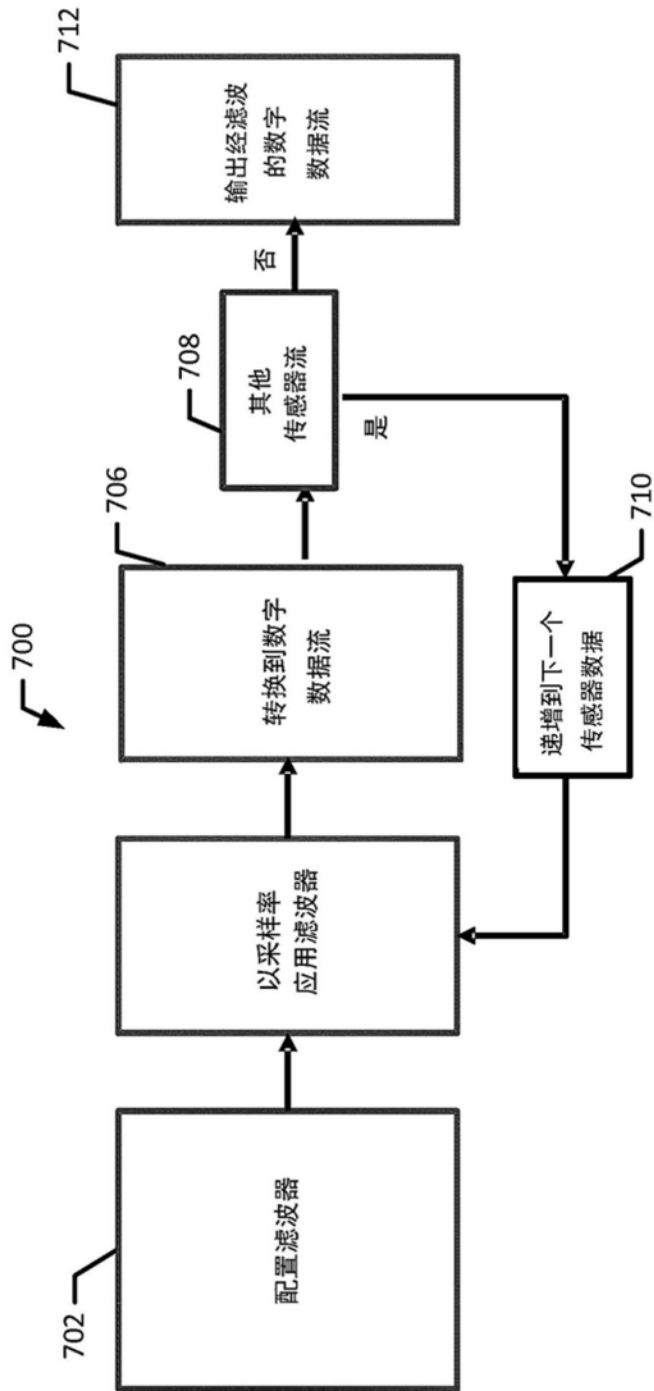 700
702
配置滤波器
以采样率
应用滤波器
706
转换到数字
数据流
708
其他
传感器流
否
是
710
递增到下一个
传感器数据
712
输出经滤波
的数字
数据流